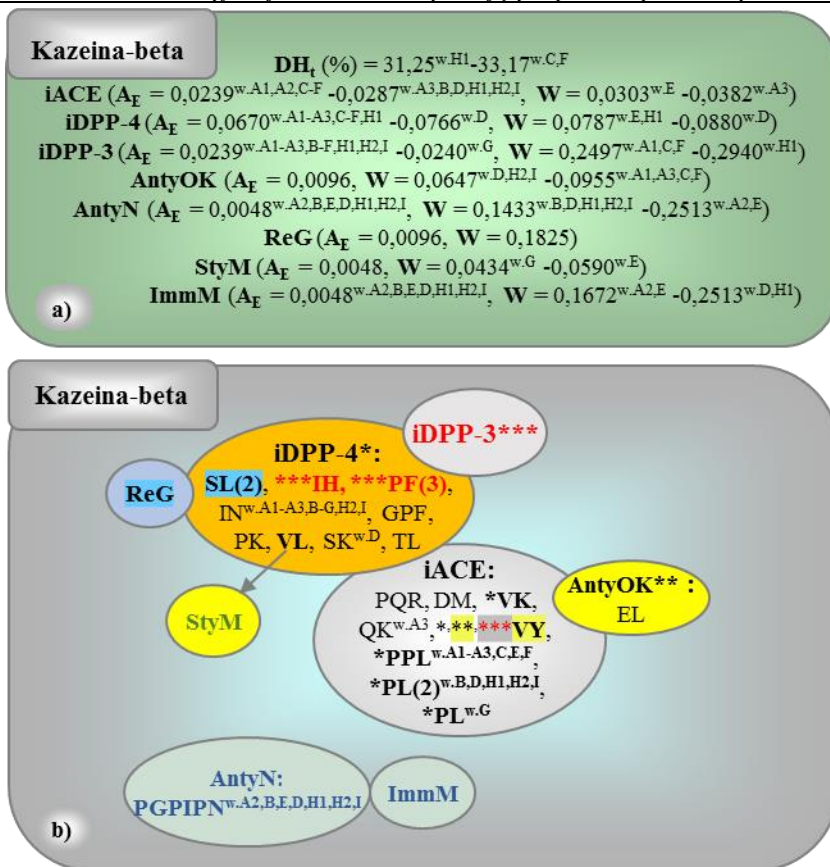 Kazeina-beta
DHt (%) = 31,25w.H1-33,17w.C,F
iACE (AE = 0,0239w.A1,A2,C-F -0,0287w.A3,B,D,H1,H2,I, W = 0,0303w.E -0,0382w.A3)
iDPP-4 (AE = 0,0670w.A1-A3,C-F,H1 -0,0766w.D, W = 0,0787w.E,H1 -0,0880w.D)
iDPP-3 (AE = 0,0239w.A1-A3,B-F,H1,H2,I -0,0240w.G, W = 0,2497w.A1,C,F -0,2940w.H1)
AntyOK (AE = 0,0096, W = 0,0647w.D,H2,I -0,0955w.A1,A3,C,F)
AntyN (AE = 0,0048w.A2,B,E,D,H1,H2,I, W = 0,1433w.B,D,H1,H2,I -0,2513w.A2,E)
ReG (AE = 0,0096, W = 0,1825)
StyM (AE = 0,0048, W = 0,0434w.G -0,0590w.E)
ImmM (AE = 0,0048w.A2,B,E,D,H1,H2,I, W = 0,1672w.A2,E -0,2513w.D,H1)
a)
Kazeina-beta
iDPP-3***
iDPP-4*:
ReG
SL(2), ***IH, ***PF(3),
INw.A1-A3,B-G,H2,I, GPF,
PK, VL, SKw.D, TL
StyM
iACE:
PQR, DM, *VK,
QKw.A3,*,**,***VY,
*PPLw.A1-A3,C,E,F,
*PL(2)w.B,D,H1,H2,I,
*PLw.G
AntyOK** :
EL
AntyN:
PGPIPNw.A2,B,E,D,H1,H2,I
ImmM
b)